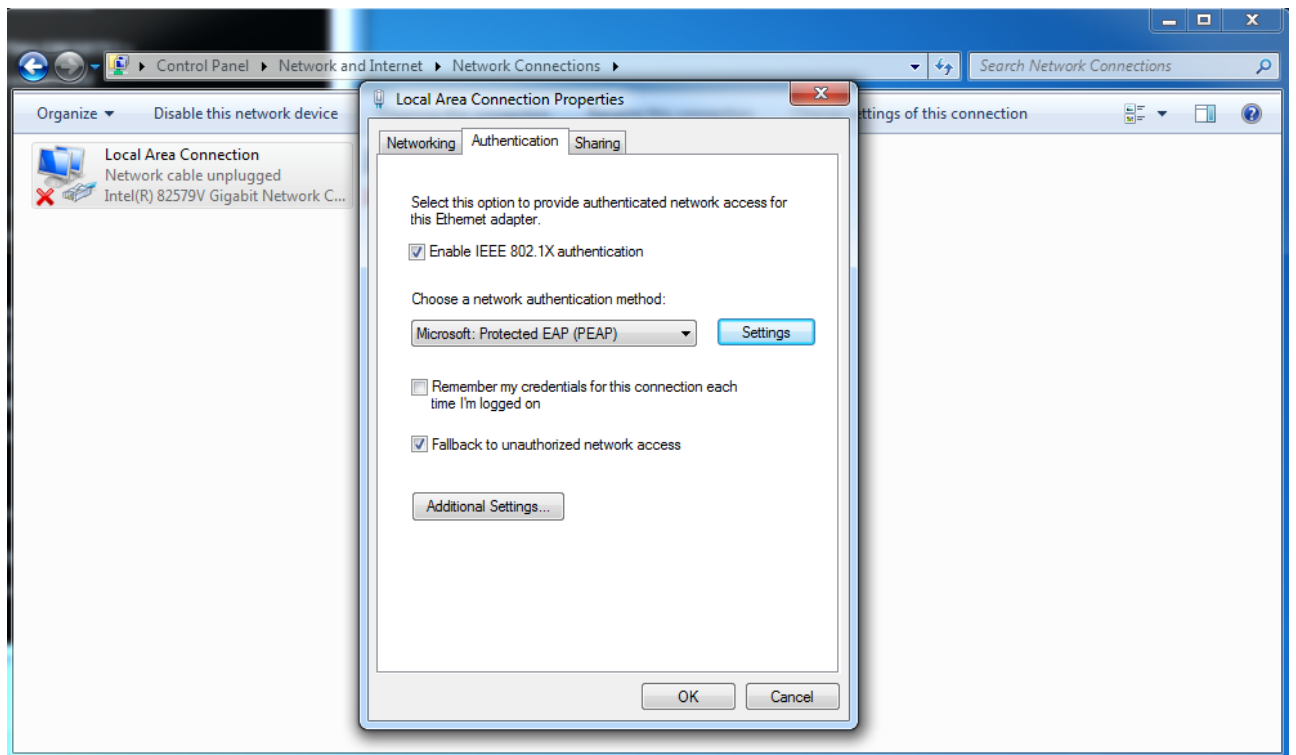 Control Panel Network and Internet Network Connections Search Network Connections
Organize Disable this network device ttings of this connection
Local Area Connection
Network cable unplugged
Intel(R) 82579V Gigabit Network C...
Local Area Connection Properties
Networking Authentication Sharing
Select this option to provide authenticated network access for
this Ethernet adapter.
Enable IEEE 802.1X authentication
Choose a network authentication method:
Microsoft: Protected EAP (PEAP) Settings
Remember my credentials for this connection each
time I'm logged on
Fallback to unauthorized network access
Additional Settings...
OK Cancel